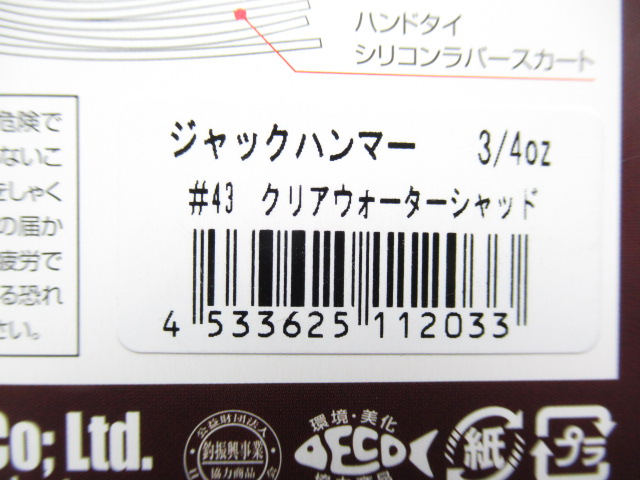 ハンドタイ
シリコンラバースカート
危険で
ないこ
をしゃく
の届か
疲労で
る恐れ
さい。
ジャックハンマー 3/4oz
#43 クリアウォーターシャッド
4 533625 112033
Co; Ltd.
公益財団法人
釣振興事業
協力商品
環境・美化
ECO
紙
プラ